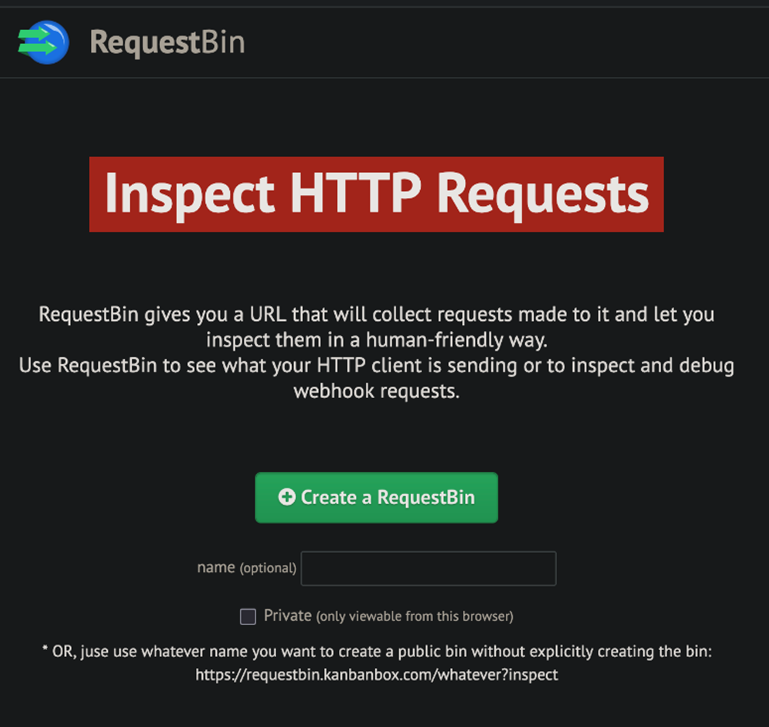 RequestBin
Inspect HTTP Requests
RequestBin gives you a URL that will collect requests made to it and let you
inspect them in a human-friendly way.
Use RequestBin to see what your HTTP client is sending or to inspect and debug
webhook requests.
Create a RequestBin
name (optional)
Private (only viewable from this browser)
* OR, juse use whatever name you want to create a public bin without explicitly creating the bin:
https://requestbin.kanbanbox.com/whatever?inspect